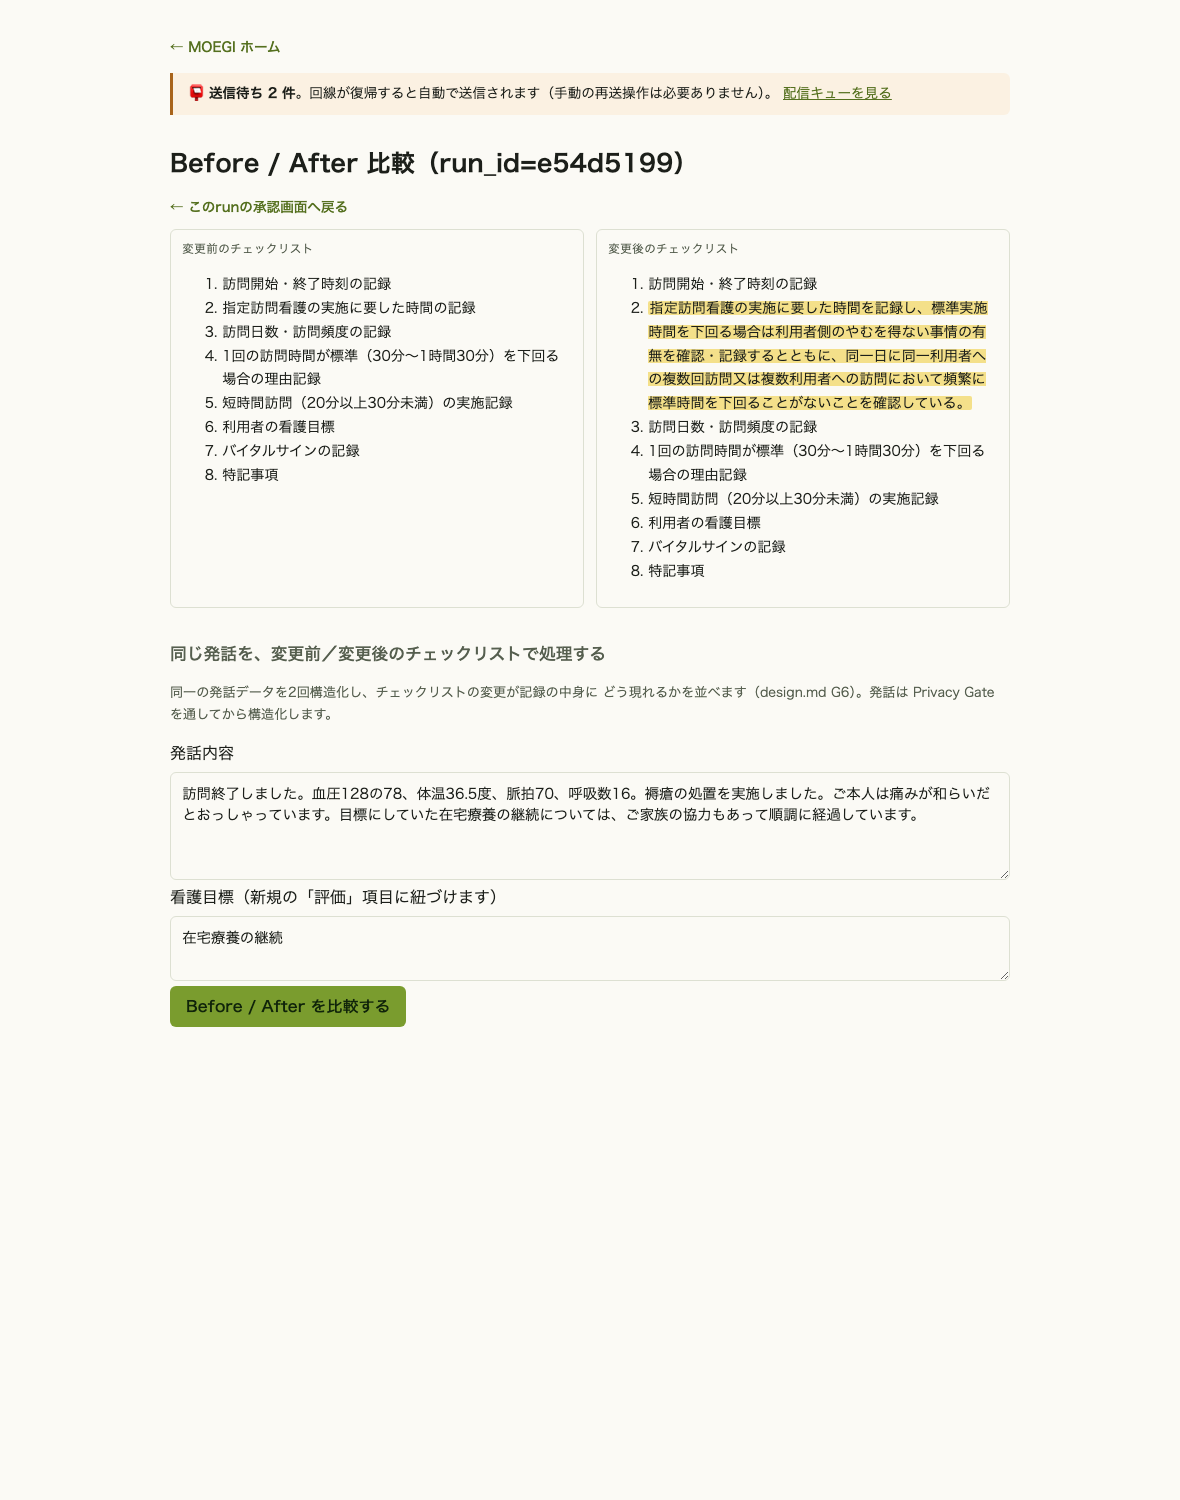 ← MOEGI ホーム
送信待ち 2 件。回線が復帰すると自動で送信されます（手動の再送操作は必要ありません）。 配信キューを見る
Before / After 比較（run_id=e54d5199）
← このrunの承認画面へ戻る
変更前のチェックリスト
1. 訪問開始・終了時刻の記録
2. 指定訪問看護の実施に要した時間の記録
3. 訪問日数・訪問頻度の記録
4. 1回の訪問時間が標準（30分〜1時間30分）を下回る
場合の理由記録
5. 短時間訪問（20分以上30分未満）の実施記録
6. 利用者の看護目標
7. バイタルサインの記録
8. 特記事項
変更後のチェックリスト
1. 訪問開始・終了時刻の記録
2. 指定訪問看護の実施に要した時間を記録し、標準実施
時間を下回る場合は利用者側のやむを得ない事情の有
無を確認・記録するとともに、同一日に同一利用者へ
の複数回訪問又は複数利用者への訪問において頻繁に
標準時間を下回ることがないことを確認している。
3. 訪問日数・訪問頻度の記録
4. 1回の訪問時間が標準（30分〜1時間30分）を下回る
場合の理由記録
5. 短時間訪問（20分以上30分未満）の実施記録
6. 利用者の看護目標
7. バイタルサインの記録
8. 特記事項
同じ発話を、変更前／変更後のチェックリストで処理する
同一の発話データを2回構造化し、チェックリストの変更が記録の中身に どう現れるかを並べます（design.md G6）。発話は Privacy Gate
を通してから構造化します。
発話内容
訪問終了しました。血圧128の78、体温36.5度、脈拍70、呼吸数16。褥瘡の処置を実施しました。ご本人は痛みが和らいだ
とおっしゃっています。目標にしていた在宅療養の継続については、ご家族の協力もあって順調に経過しています。
看護目標（新規の「評価」項目に紐づけます）
在宅療養の継続
Before / After を比較する